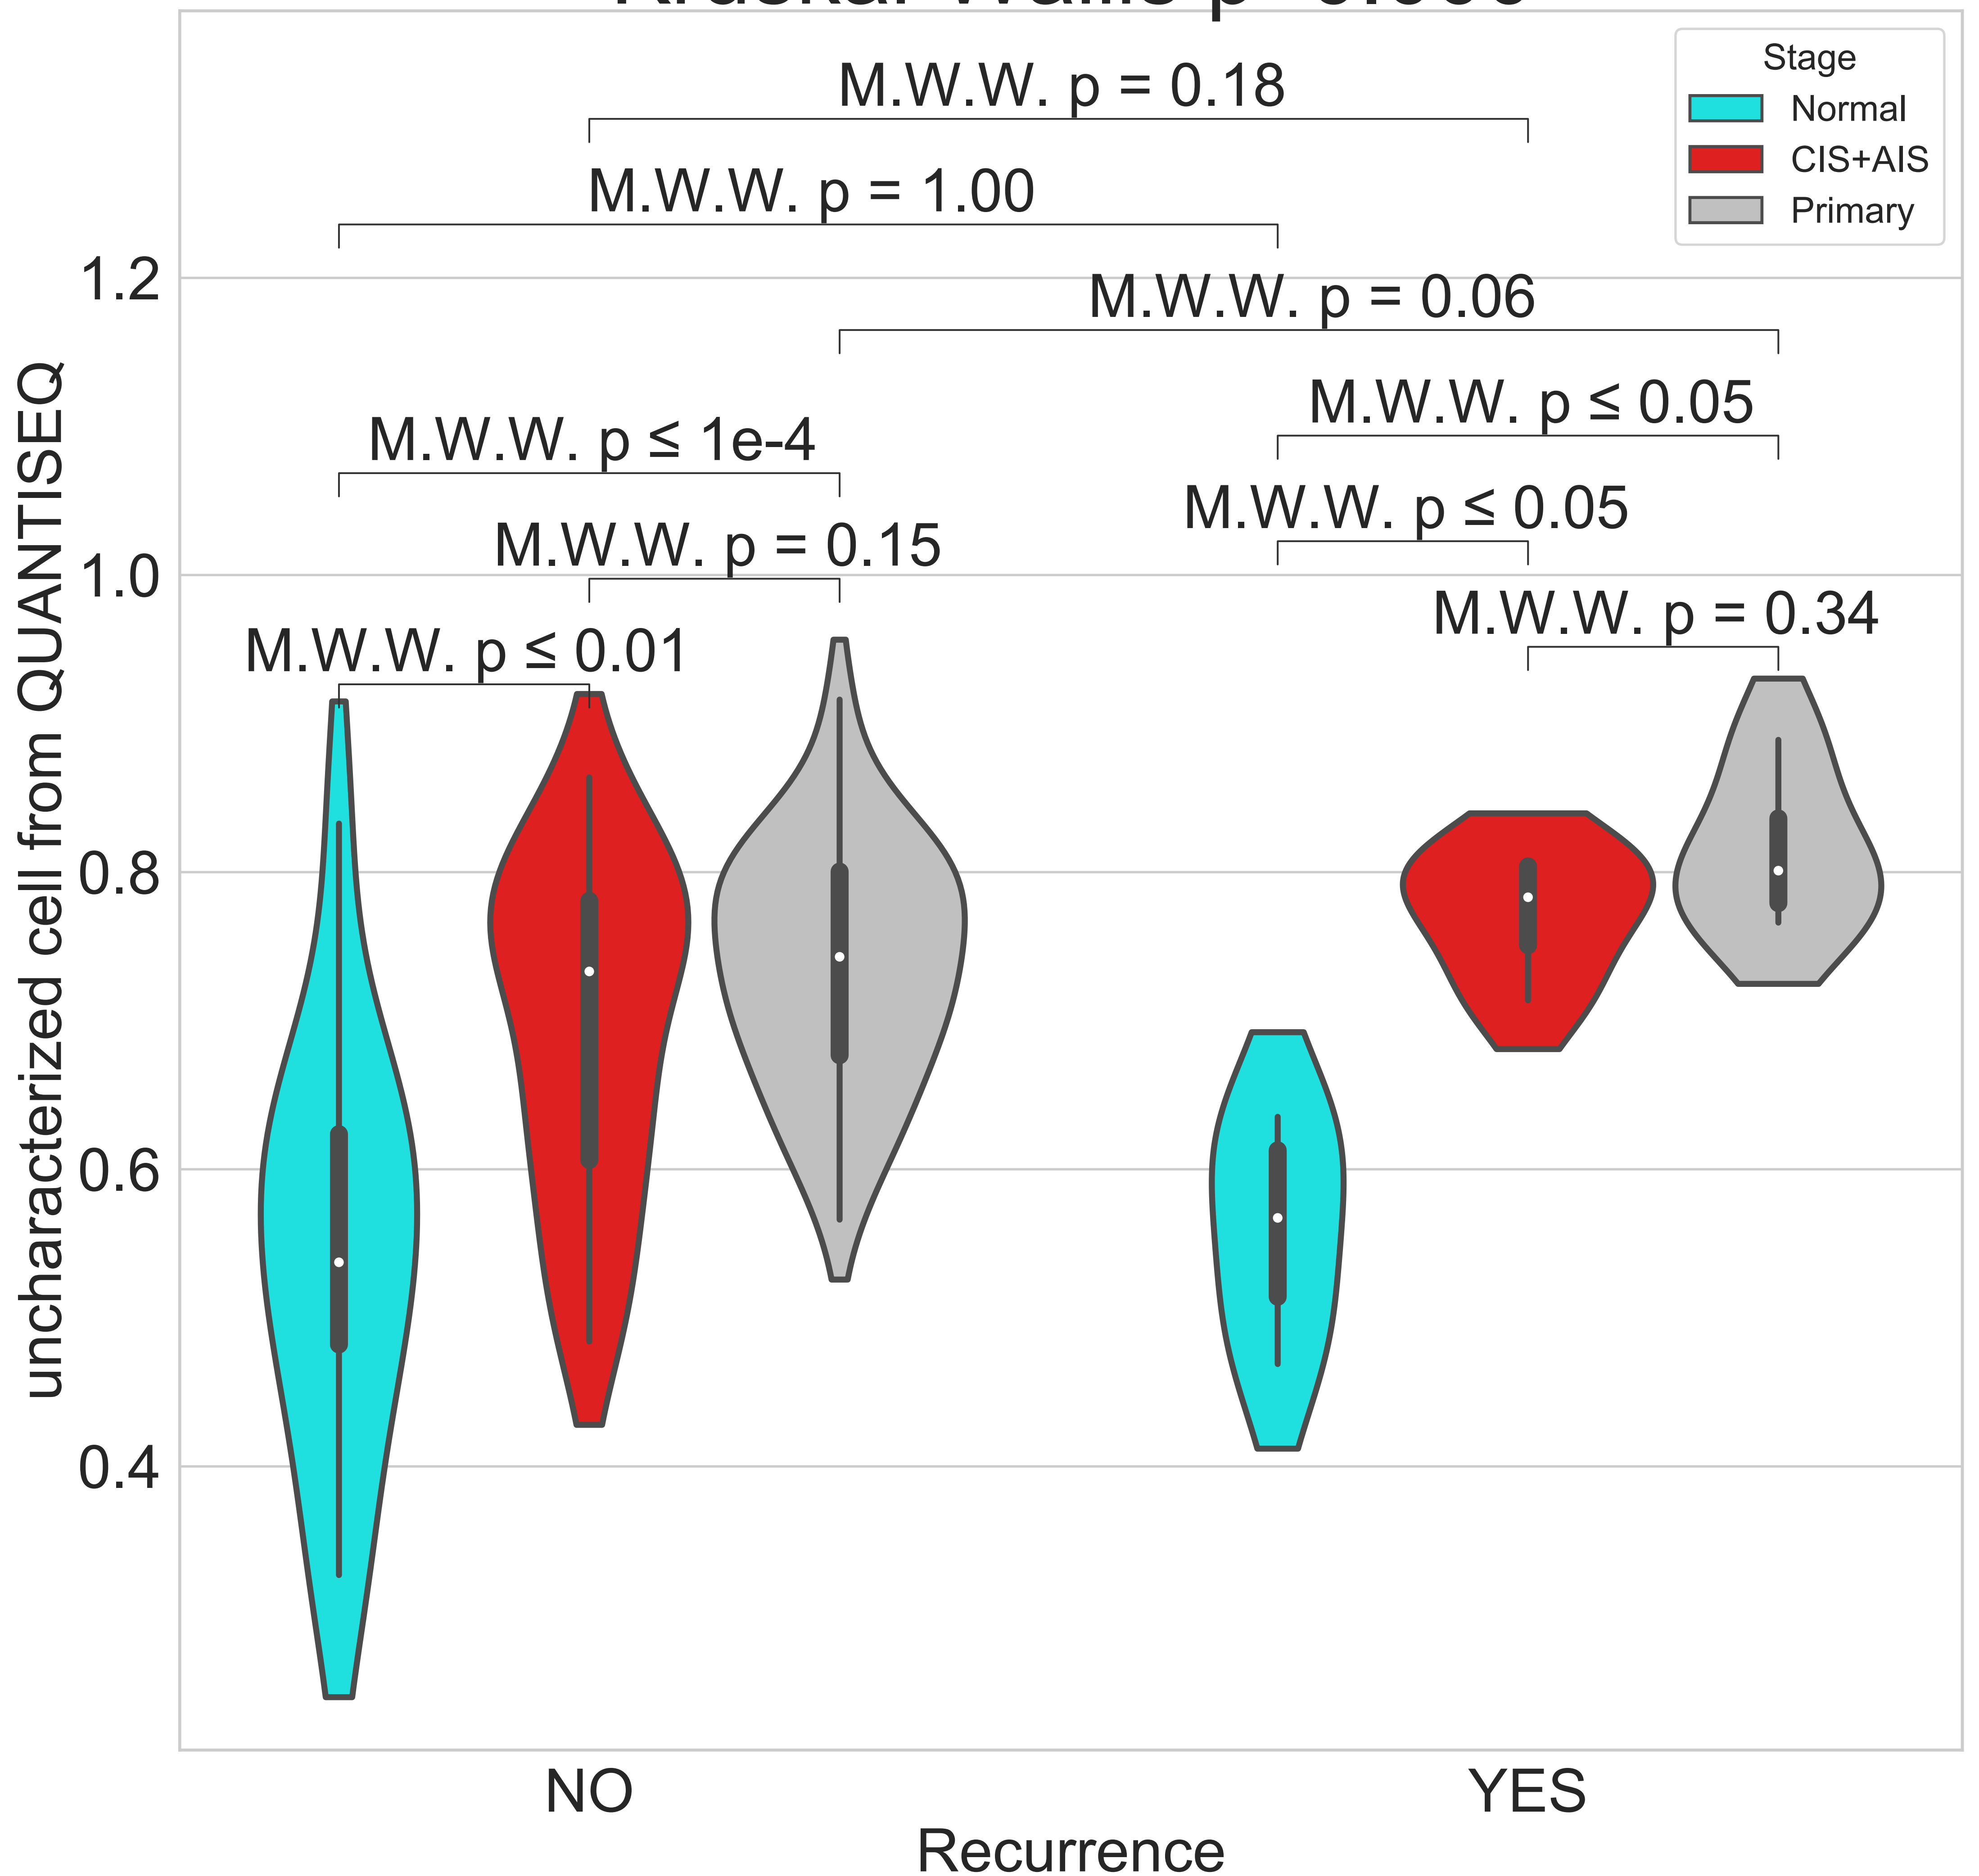 Stage
Normal
CIS+AIS
Primary
M.W.W. p = 0.18
M.W.W. p = 1.00
M.W.W. p = 0.06
M.W.W. p ≤ 0.05
M.W.W. p ≤ 1e-4
M.W.W. p ≤ 0.05
M.W.W. p = 0.15
M.W.W. p = 0.34
M.W.W. p ≤ 0.01
1.2
1.0
0.8
0.6
0.4
uncharacterized cell from QUANTISEQ
NO
YES
Recurrence